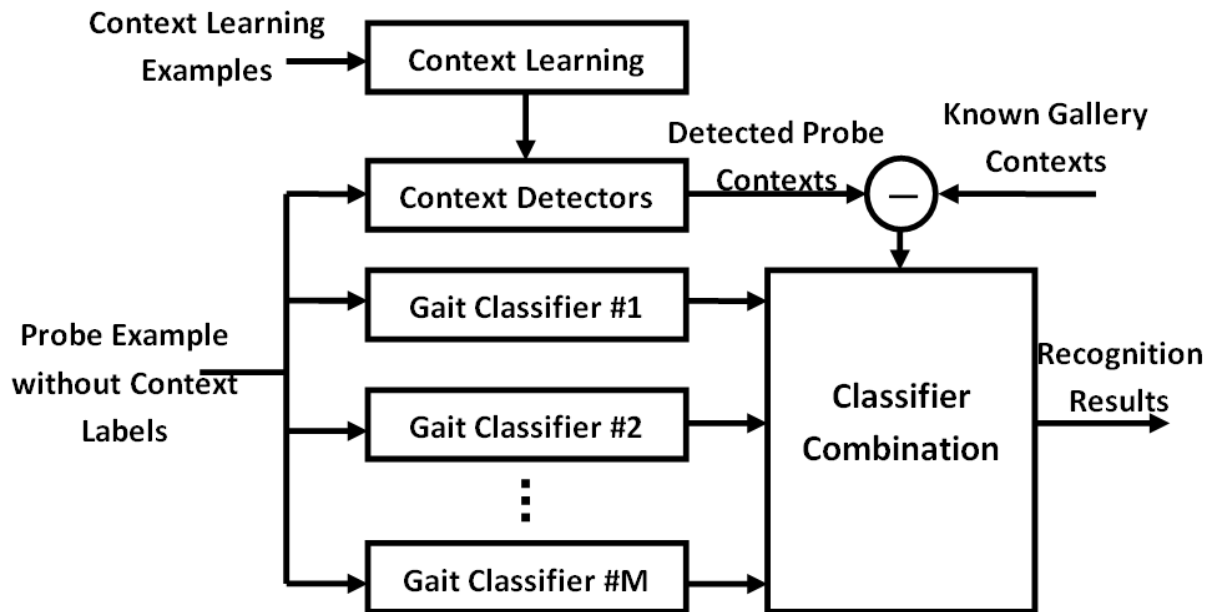 Context Learning
Examples
Context Learning
Detected Probe
Contexts
Known Gallery
Contexts
Context Detectors
—
Gait Classifier #1
Probe Example
without Context
Labels
Gait Classifier #2
Classifier
Combination
Recognition
Results
⋮
Gait Classifier #M